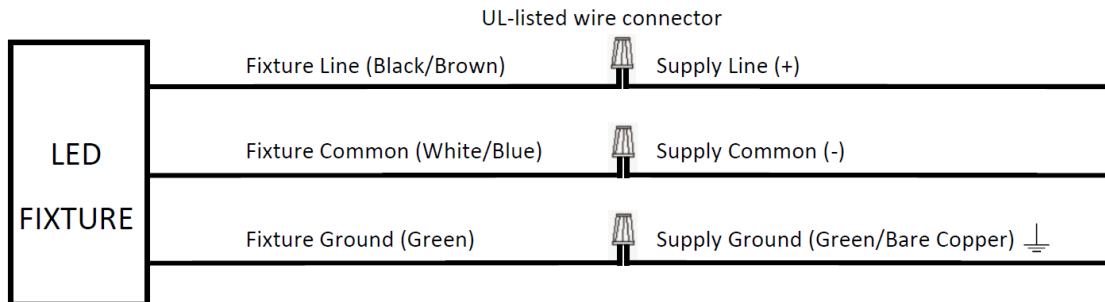 UL-listed wire connector
Fixture Line (Black/Brown) Supply Line (+)
LED
FIXTURE
Fixture Common (White/Blue) Supply Common (-)
Fixture Ground (Green) Supply Ground (Green/Bare Copper)